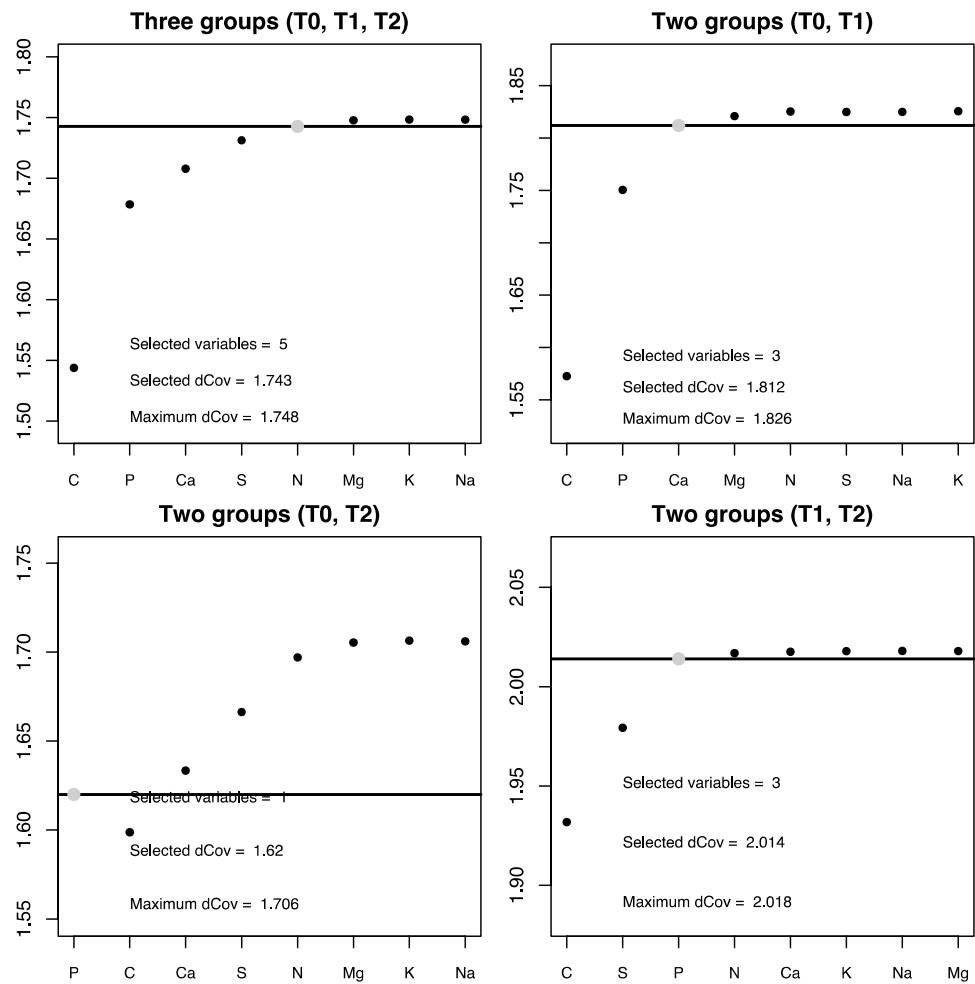 Three groups (T0, T1, T2)
1.80
1.75
1.70
1.65
1.60
1.55
1.50
Selected variables = 5
Selected dCov = 1.743
Maximum dCov = 1.748
C P Ca S N Mg K Na
Two groups (T0, T1)
1.85
1.75
1.65
1.55
Selected variables = 3
Selected dCov = 1.812
Maximum dCov = 1.826
C P Ca Mg N S Na K
Two groups (T0, T2)
1.75
1.70
1.65
1.60
1.55
Selected variables = 1
Selected dCov = 1.62
Maximum dCov = 1.706
P C Ca S N Mg K Na
Two groups (T1, T2)
2.05
2.00
1.95
1.90
Selected variables = 3
Selected dCov = 2.014
Maximum dCov = 2.018
C S P N Ca K Na Mg